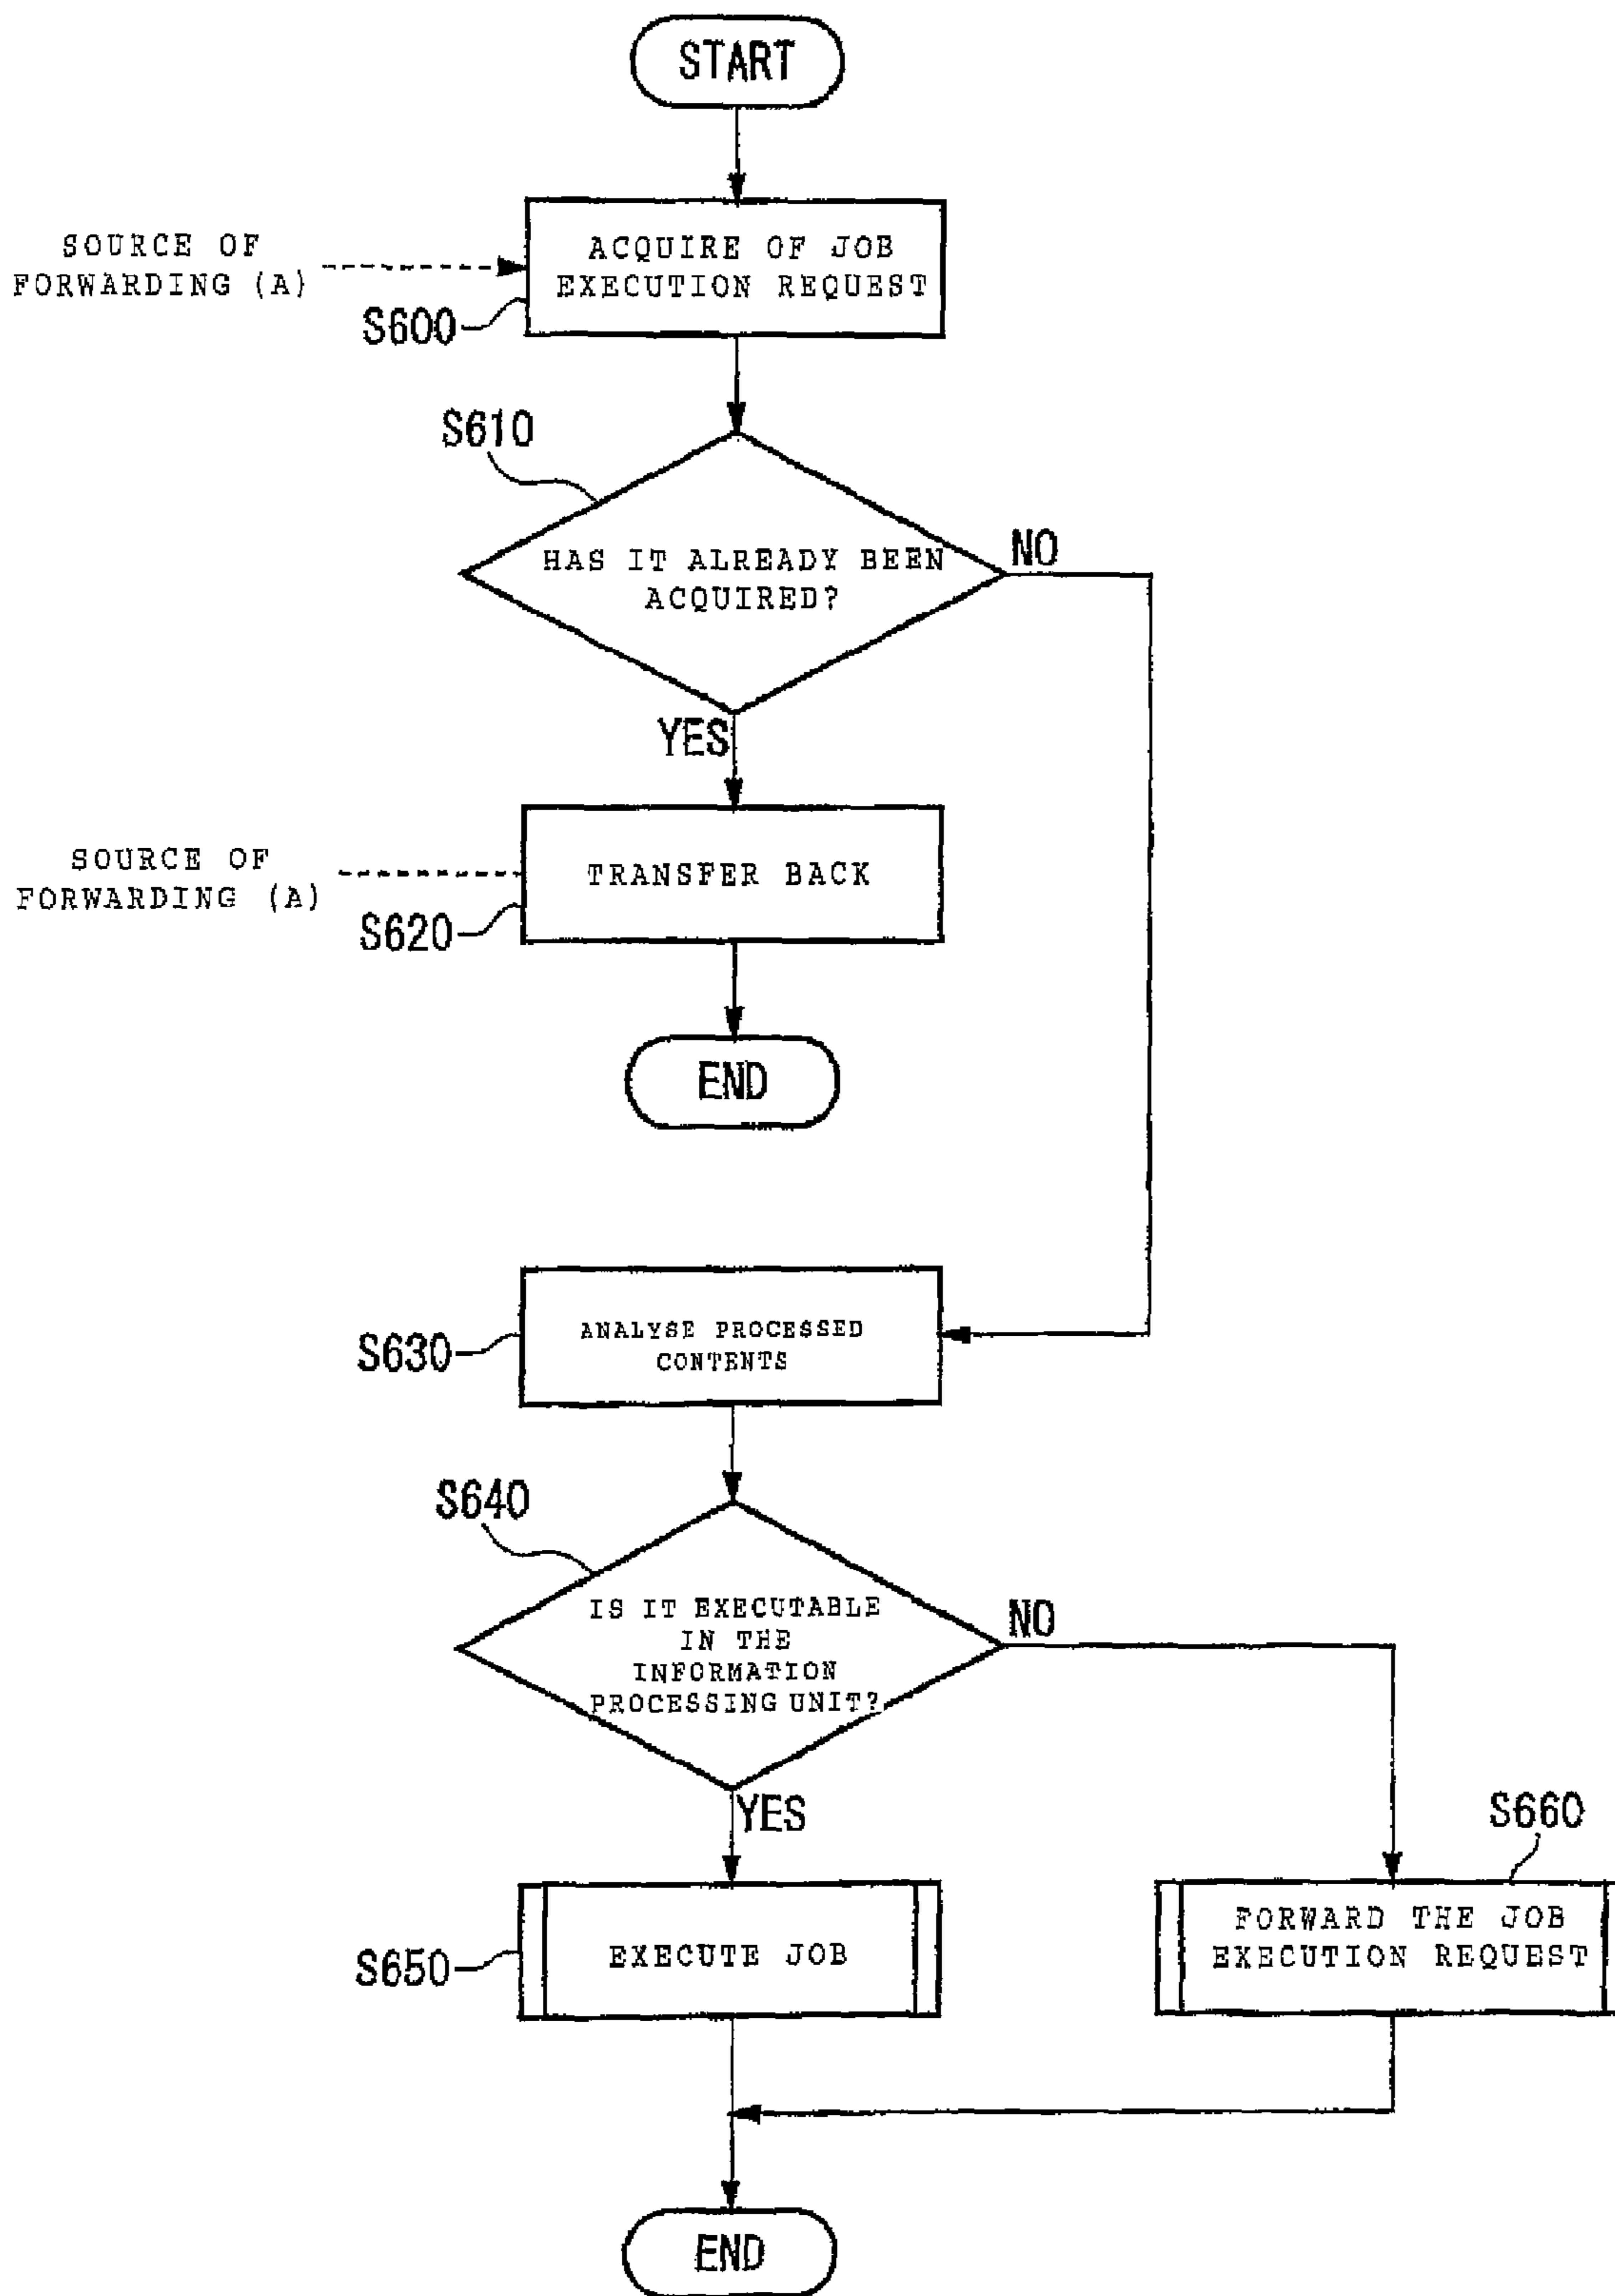 START
SOURCE OF
FORWARDING (A)
ACQUIRE OF JOB
EXECUTION REQUEST
S600
S610
HAS IT ALREADY BEEN
ACQUIRED?
NO
YES
SOURCE OF
FORWARDING (A)
TRANSFER BACK
S620
END
ANALYSE PROCESSED
CONTENTS
S630
S640
IS IT EXECUTABLE
IN THE
INFORMATION
PROCESSING UNIT?
NO
YES
S660
EXECUTE JOB
S650
FORWARD THE JOB
EXECUTION REQUEST
END